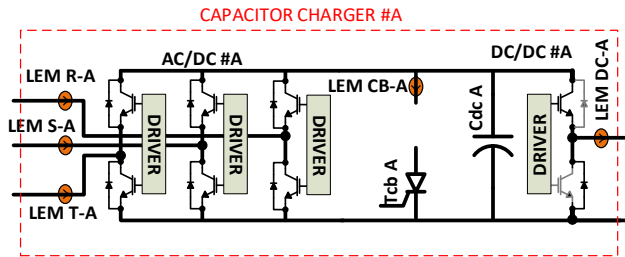 CAPACITOR CHARGER #A
AC/DC #A
DC/DC #A
LEM R-A
LEM S-A
LEM T-A
DRIVER
DRIVER
DRIVER
LEM CB-A
Tcb A
Cdc A
DRIVER
LEM DC-A